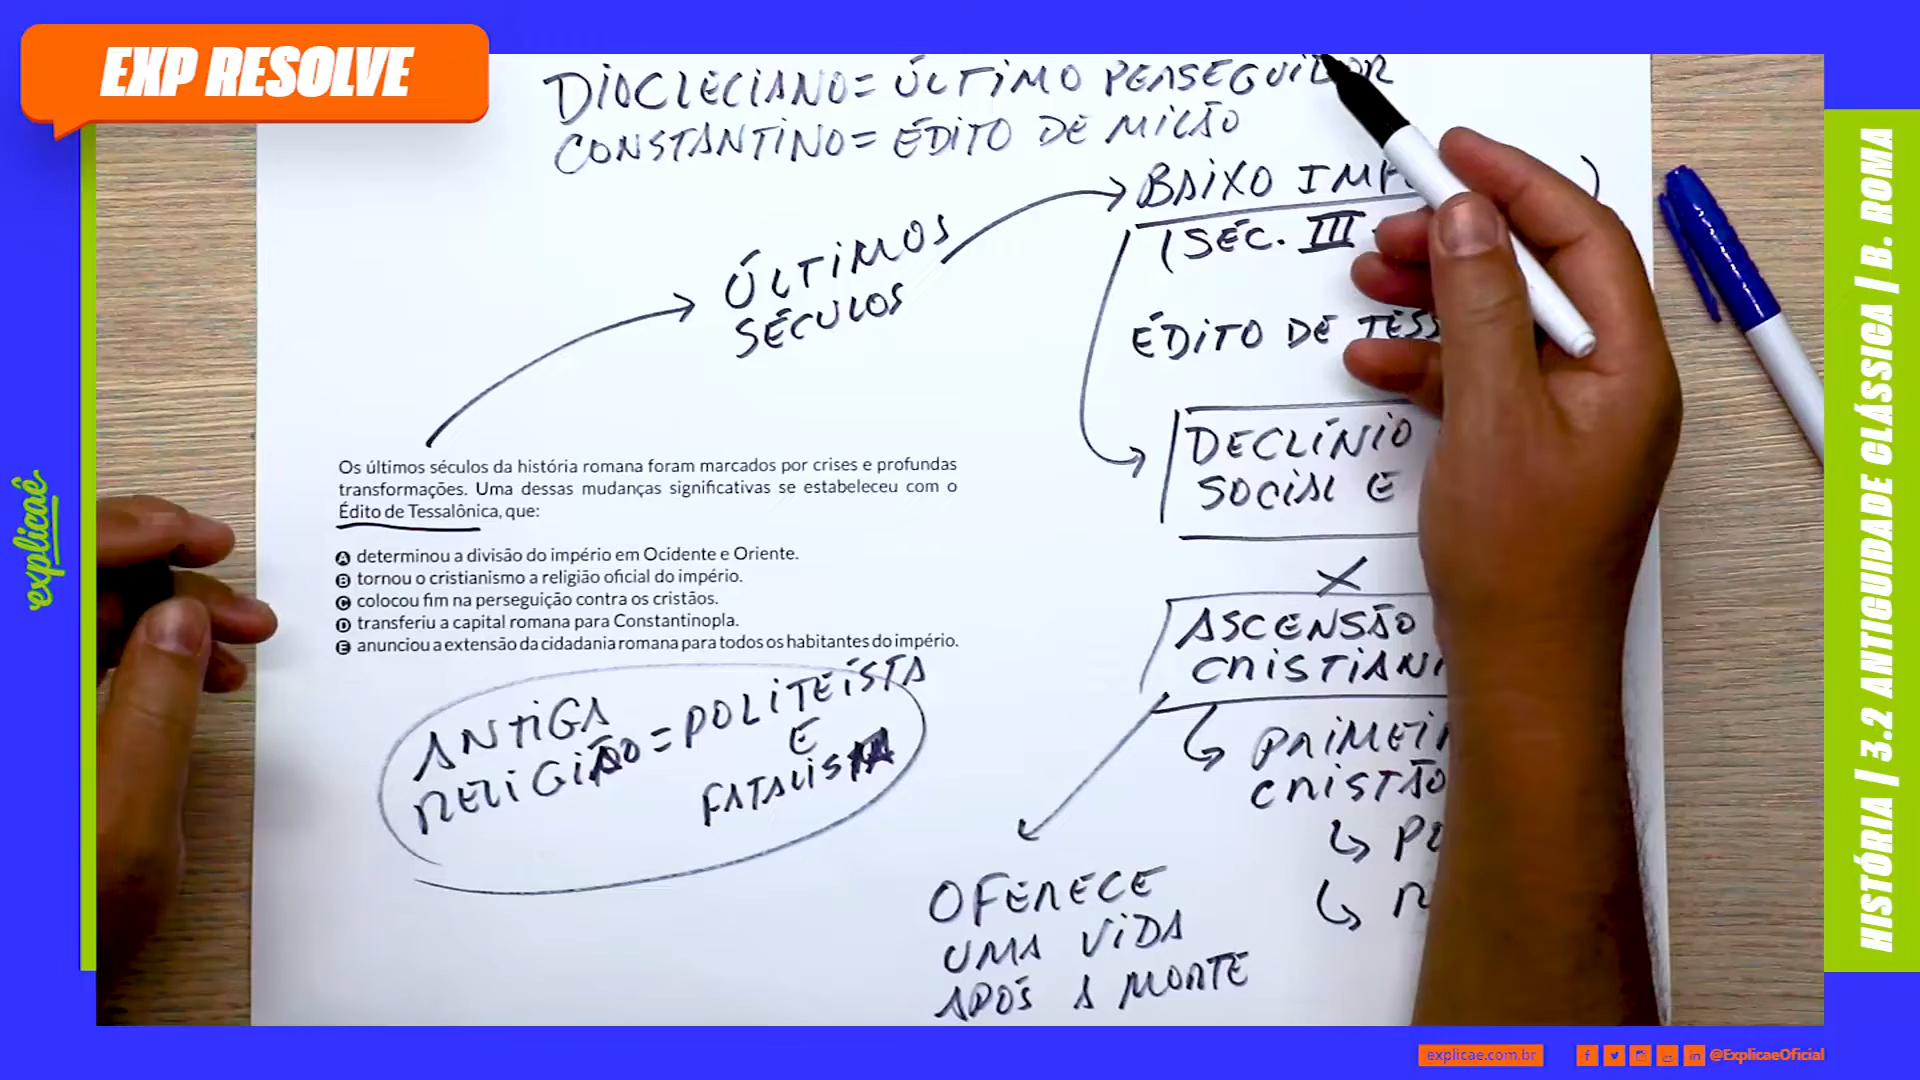 EXP RESOLVE
DIOCLECIANO = ÚLTIMO PERSEGUIDOR
CONSTANTINO = ÉDITO DE MILÃO
BAIXO
(SÉC. III
ÚLTIMOS
SÉCULOS
ÉDITO DE
DECLÍNIO
SOCIAL E
Os últimos séculos da história romana foram marcados por crises e profundas
transformações. Uma dessas mudanças significativas se estabeleceu com o
Édito de Tessalônica, que:
A determinou a divisão do império em Ocidente e Oriente.
B tornou o cristianismo a religião oficial do império.
C colocou fim na perseguição contra os cristãos.
D transferiu a capital romana para Constantinopla.
E anunciou a extensão da cidadania romana para todos os habitantes do império.
X
ASCENSÃO
ANTIGA
RELIGIÃO = POLITEÍSTA
E
FATALISTA
OFERECE
UMA VIDA
APÓS A MORTE
explicaê
HISTÓRIA | 3.2 ANTIGUIDADE CLÁSSICA | B. ROMA
explicae.com.br
@ExplicaeOficial